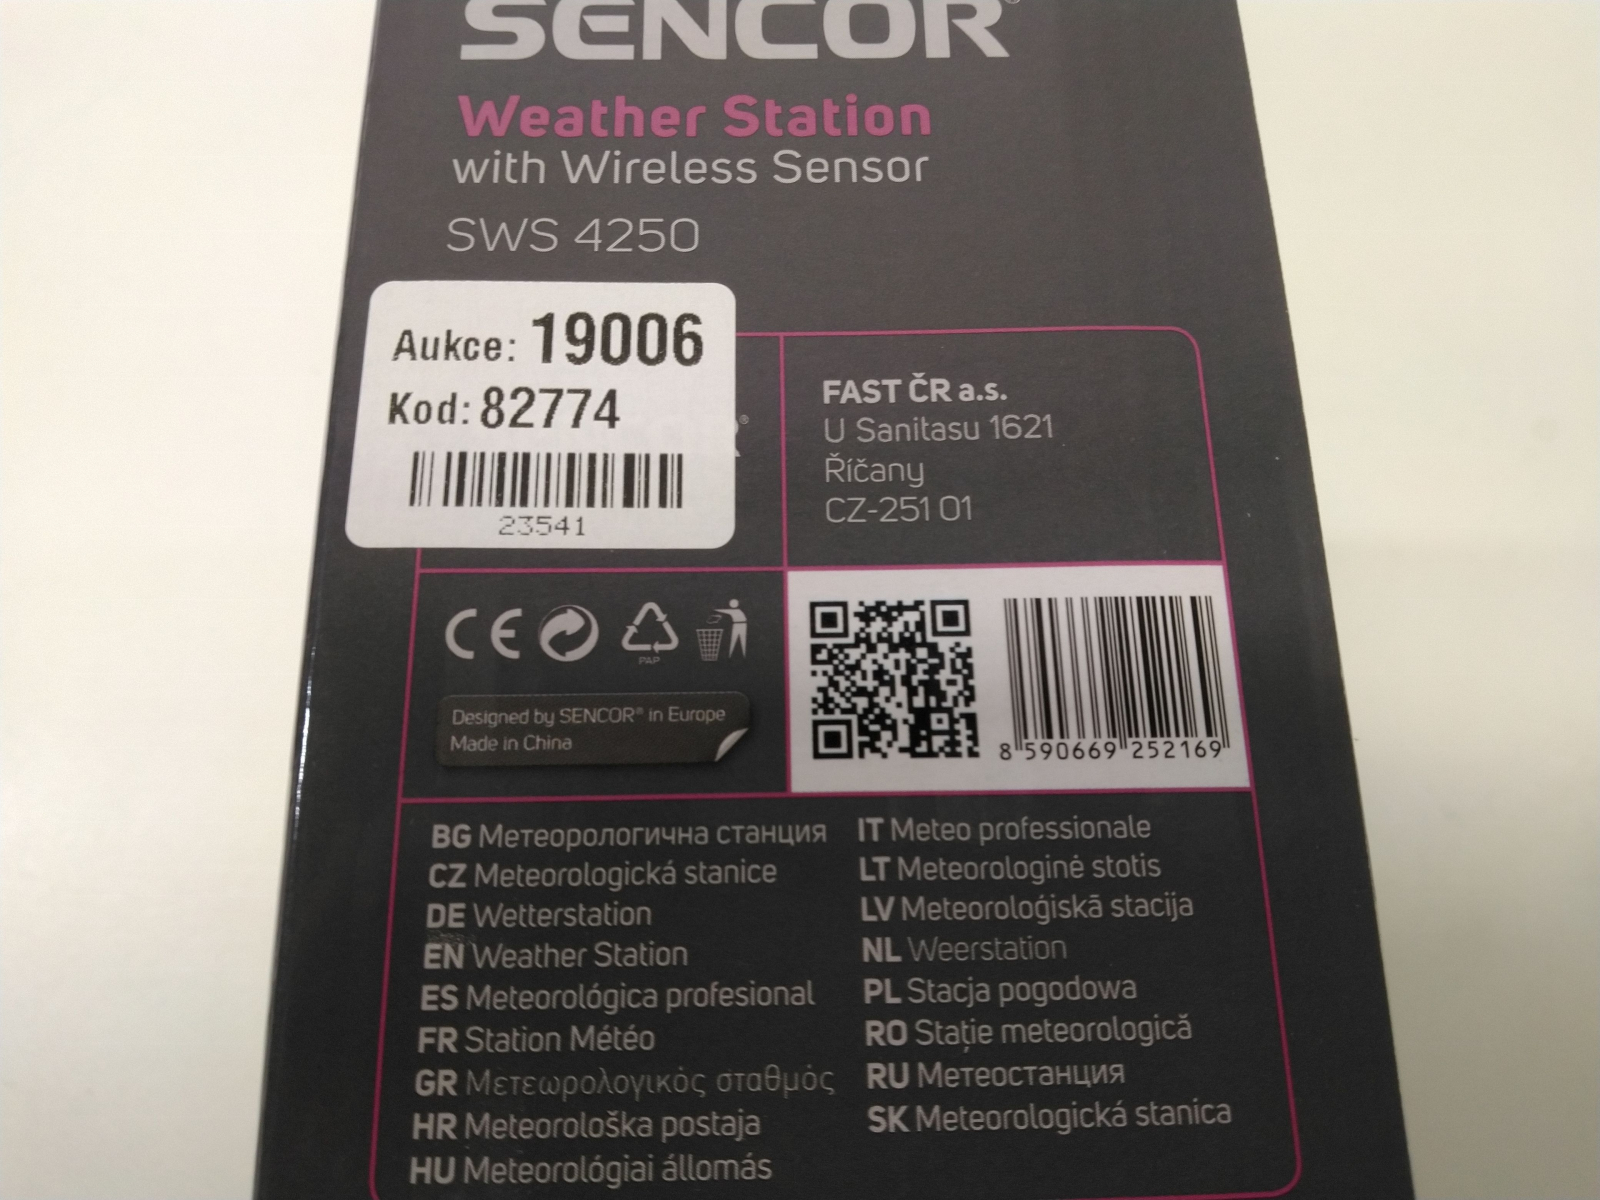 SENCOR®
Weather Station
with Wireless Sensor
SWS 4250
Aukce: 19006
Kod: 82774
23541
R®
FAST ČR a.s.
U Sanitasu 1621
Říčany
CZ-251 01
CE
PAP
Designed by SENCOR® in Europe
Made in China
8 590669 252169
BG Метеорологична станция
CZ Meteorologická stanice
DE Wetterstation
EN Weather Station
ES Meteorológica profesional
FR Station Météo
GR Μετεωρολογικός σταθμός
HR Meteorološka postaja
HU Meteorológiai állomás
IT Meteo professionale
LT Meteorologinė stotis
LV Meteoroloģiskā stacija
NL Weerstation
PL Stacja pogodowa
RO Stație meteorologică
RU Метеостанция
SK Meteorologická stanica